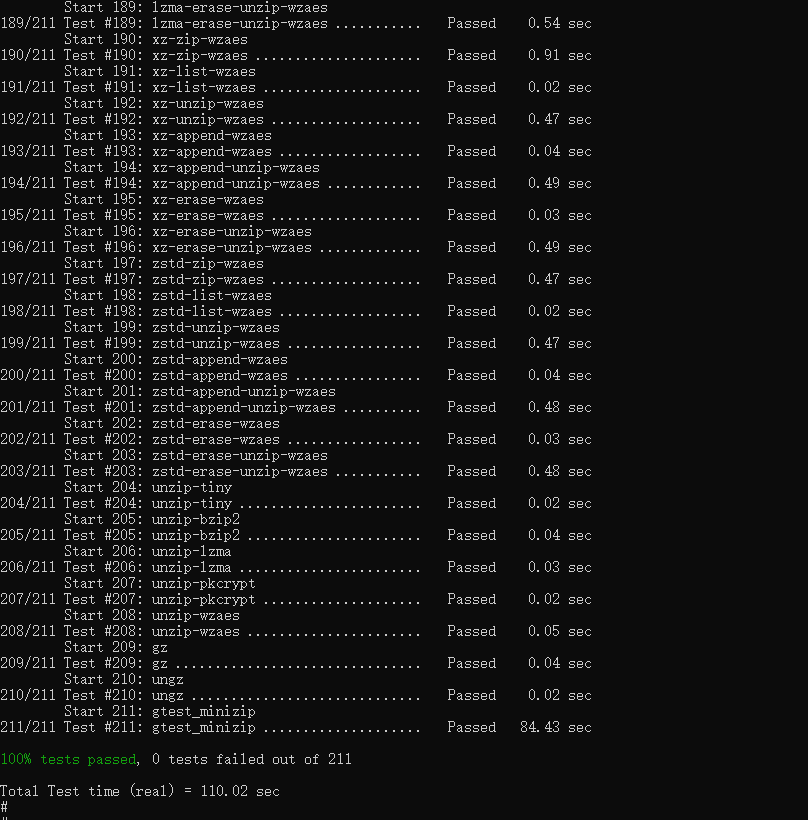 Start 189: lzma-erase-unzip-wzaes
189/211 Test #189: lzma-erase-unzip-wzaes ...........   Passed    0.54 sec
Start 190: xz-zip-wzaes
190/211 Test #190: xz-zip-wzaes .....................   Passed    0.91 sec
Start 191: xz-list-wzaes
191/211 Test #191: xz-list-wzaes ....................   Passed    0.02 sec
Start 192: xz-unzip-wzaes
192/211 Test #192: xz-unzip-wzaes ...................   Passed    0.47 sec
Start 193: xz-append-wzaes
193/211 Test #193: xz-append-wzaes ..................   Passed    0.04 sec
Start 194: xz-append-unzip-wzaes
194/211 Test #194: xz-append-unzip-wzaes ............   Passed    0.49 sec
Start 195: xz-erase-wzaes
195/211 Test #195: xz-erase-wzaes ...................   Passed    0.03 sec
Start 196: xz-erase-unzip-wzaes
196/211 Test #196: xz-erase-unzip-wzaes .............   Passed    0.49 sec
Start 197: zstd-zip-wzaes
197/211 Test #197: zstd-zip-wzaes ...................   Passed    0.47 sec
Start 198: zstd-list-wzaes
198/211 Test #198: zstd-list-wzaes ..................   Passed    0.02 sec
Start 199: zstd-unzip-wzaes
199/211 Test #199: zstd-unzip-wzaes .................   Passed    0.47 sec
Start 200: zstd-append-wzaes
200/211 Test #200: zstd-append-wzaes ................   Passed    0.04 sec
Start 201: zstd-append-unzip-wzaes
201/211 Test #201: zstd-append-unzip-wzaes ..........   Passed    0.48 sec
Start 202: zstd-erase-wzaes
202/211 Test #202: zstd-erase-wzaes .................   Passed    0.03 sec
Start 203: zstd-erase-unzip-wzaes
203/211 Test #203: zstd-erase-unzip-wzaes ...........   Passed    0.48 sec
Start 204: unzip-tiny
204/211 Test #204: unzip-tiny .......................   Passed    0.02 sec
Start 205: unzip-bzip2
205/211 Test #205: unzip-bzip2 ......................   Passed    0.04 sec
Start 206: unzip-lzma
206/211 Test #206: unzip-lzma .......................   Passed    0.03 sec
Start 207: unzip-pkcrypt
207/211 Test #207: unzip-pkcrypt ....................   Passed    0.02 sec
Start 208: unzip-wzaes
208/211 Test #208: unzip-wzaes ......................   Passed    0.05 sec
Start 209: gz
209/211 Test #209: gz ...............................   Passed    0.04 sec
Start 210: ungz
210/211 Test #210: ungz .............................   Passed    0.02 sec
Start 211: gtest_minizip
211/211 Test #211: gtest_minizip ....................   Passed   84.43 sec
100% tests passed, 0 tests failed out of 211
Total Test time (real) = 110.02 sec
#